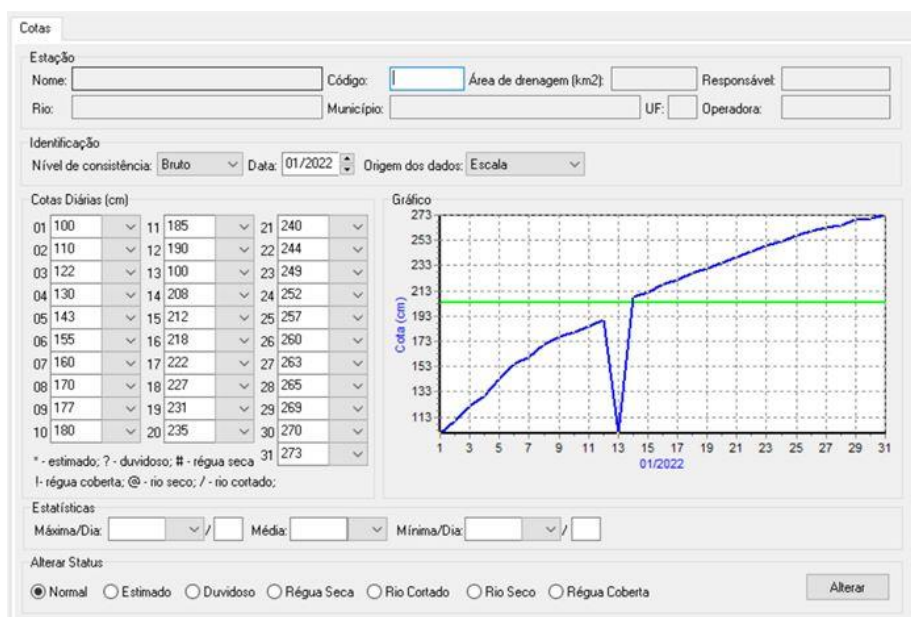 Cotas
Estação
Nome: Código: Área de drenagem (km2): Responsável:
Rio: Município: UF: Operadora:
Identificação
Nível de consistência: Bruto Data: 01/2022 Origem dos dados: Escala
Cotas Diárias (cm)
01 100 11 185 21 240
02 110 12 190 22 244
03 122 13 100 23 249
04 130 14 208 24 252
05 143 15 212 25 257
06 155 16 218 26 260
07 160 17 222 27 263
08 170 18 227 28 265
09 177 19 231 29 269
10 180 20 235 30 270
31 273
* - estimado; ? - duvidoso; # - régua seca
!- régua coberta; @ - rio seco; / - rio cortado;
Gráfico
273
253
233
213
193
173
153
133
113
Cota (cm)
1 3 5 7 9 11 13 15 17 19 21 23 25 27 29 31
01/2022
Estatísticas
Máxima/Dia: / Média: Mínima/Dia: /
Alterar Status
Normal Estimado Duvidoso Régua Seca Rio Cortado Rio Seco Régua Coberta Alterar